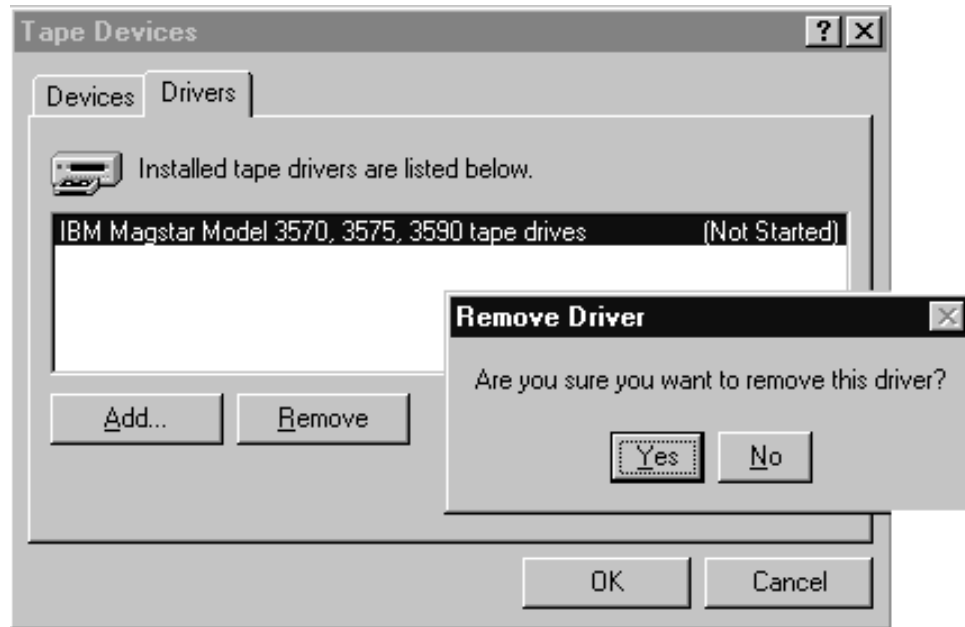 Tape Devices
Devices
Drivers
Installed tape drivers are listed below.
IBM Magstar Model 3570, 3575, 3590 tape drives (Not Started)
Remove Driver
Are you sure you want to remove this driver?
Yes No
Add... Remove
OK Cancel